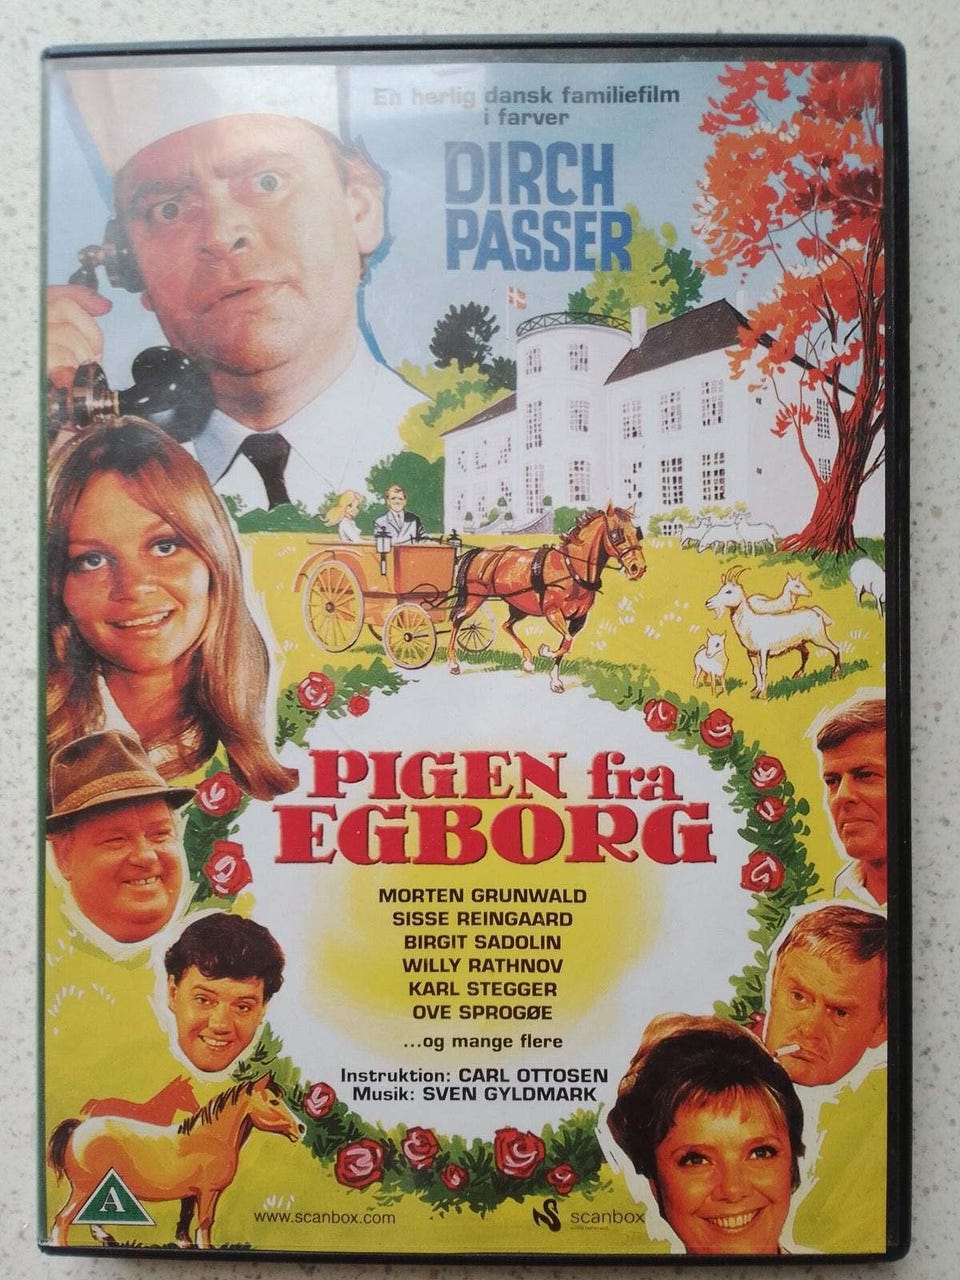 En herlig dansk familiefilm
i farver
DIRCH
PASSER
PIGEN fra
EGBORG
MORTEN GRUNWALD
SISSE REINGAARD
BIRGIT SADOLIN
WILLY RATHNOV
KARL STEGGER
OVE SPROGØE
...og mange flere
Instruktion: CARL OTTOSEN
Musik: SVEN GYLDMARK
A
www.scanbox.com
scanbox